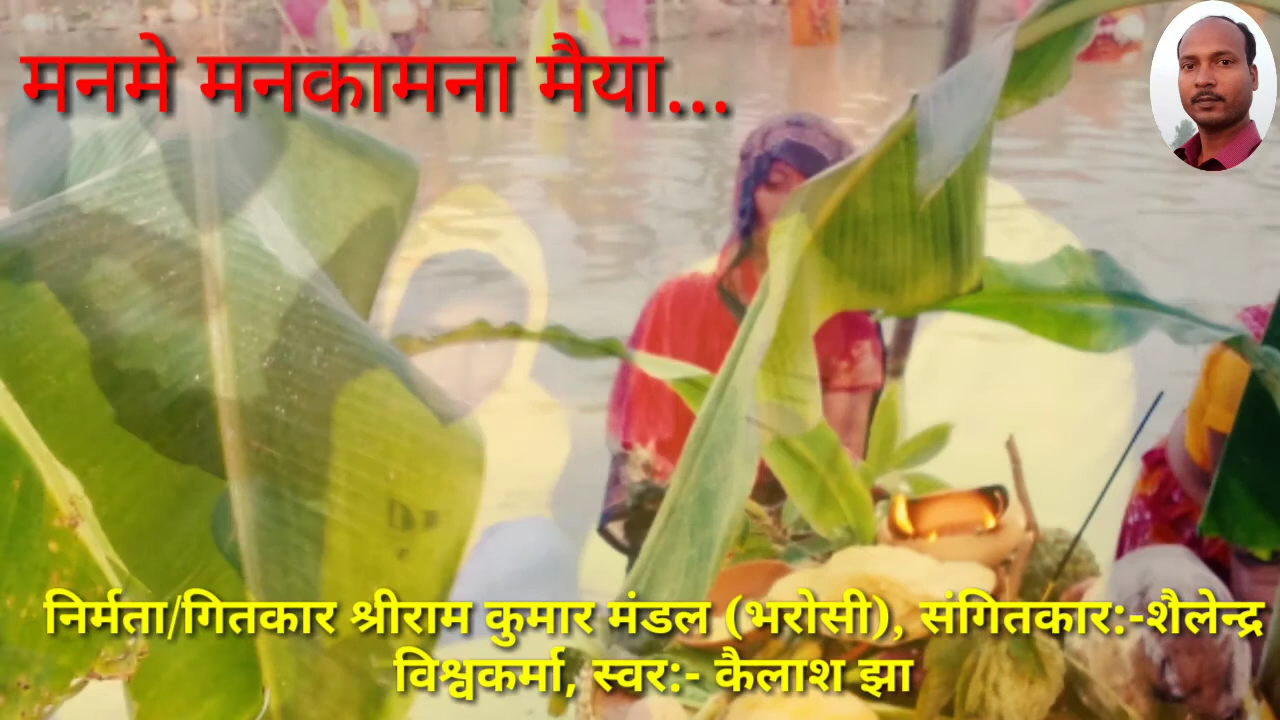 मनमे मनकामना मैया...
निर्मता/गितकार श्रीराम कुमार मंडल (भरोसी), संगितकार:-शैलेन्द्र
विश्वकर्मा, स्वर:- कैलाश झा